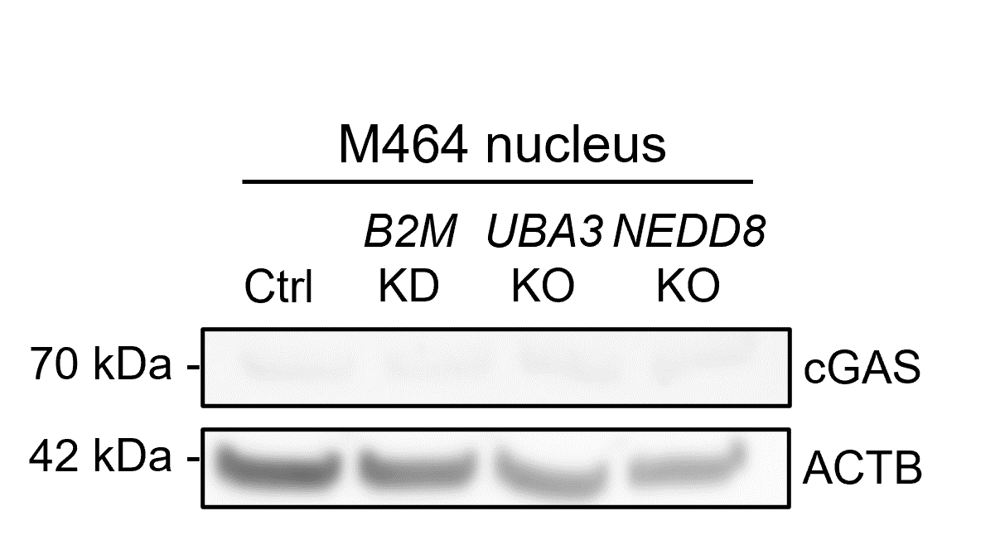 M464 nucleus
B2M UBA3 NEDD8
Ctrl KD KO KO
70 kDa - cGAS
42 kDa - ACTB